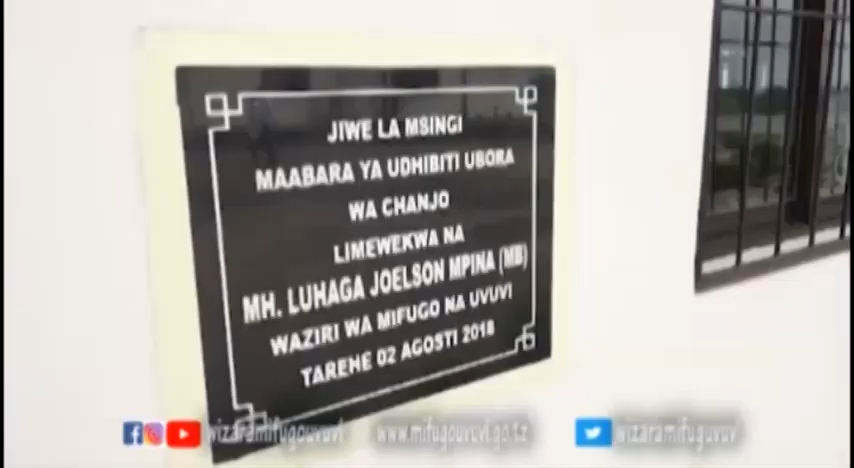 JIWE LA MSINGI
MAABARA YA UDHIBITI UBORA
WA CHANJO
LIMEWEKWA NA
MH. LUHAGA JOELSON MPINA (MB)
WAZIRI WA MIFUGO NA UVUVI
TAREHE 02 AGOSTI 2018
wizaramifugouvuvi www.mifugouvuvi.go.tz wizaramifugouvuvi